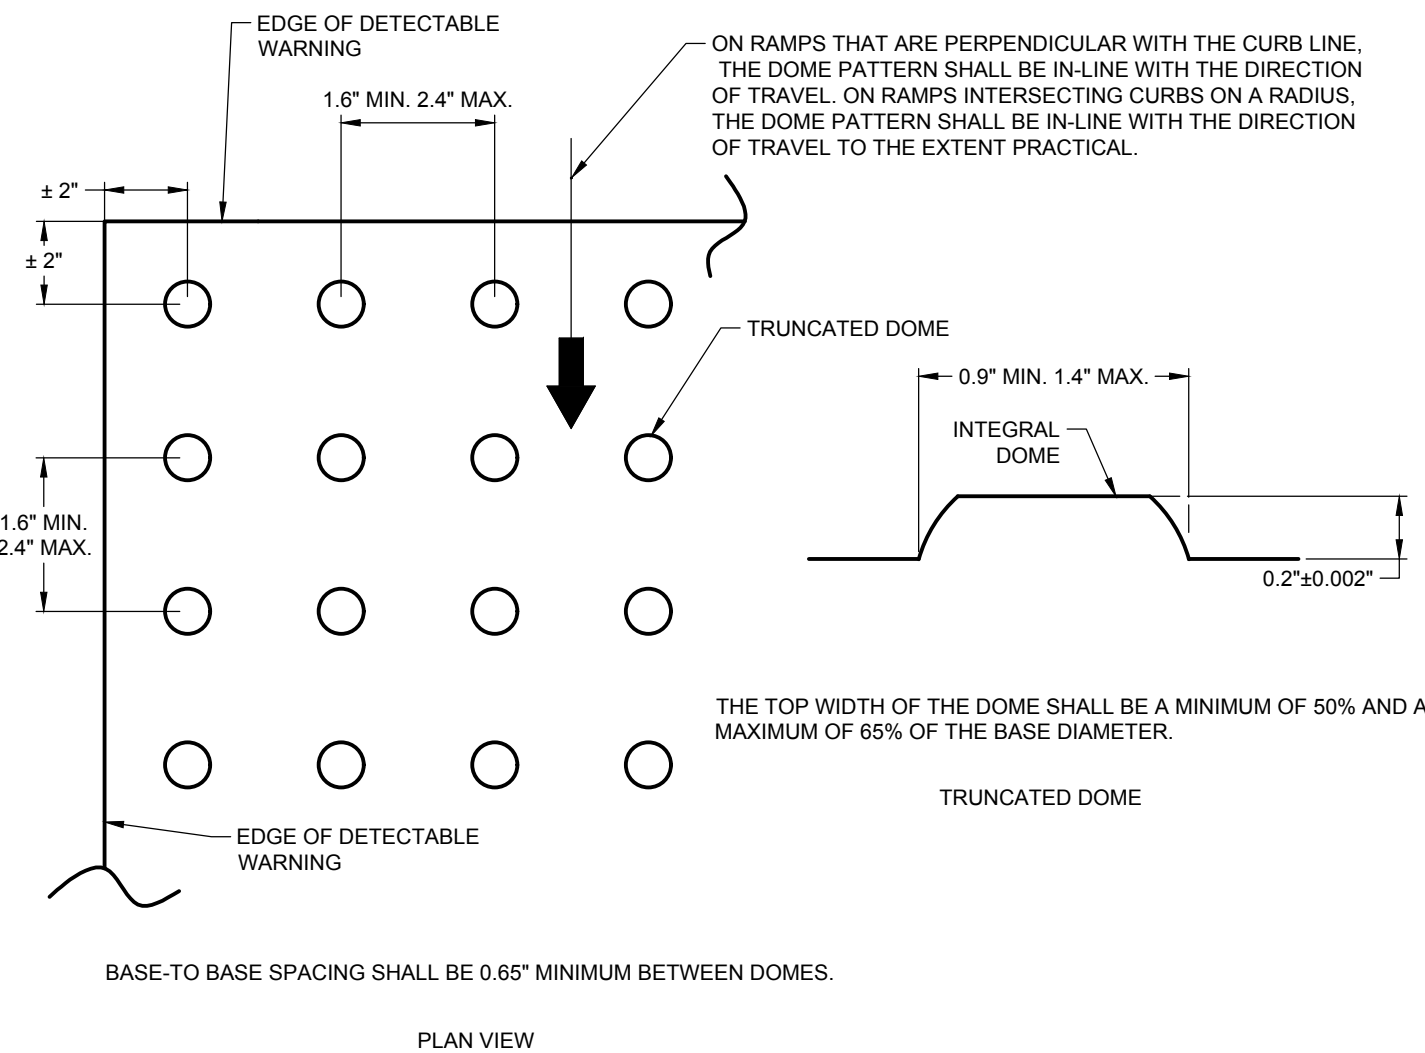 EDGE OF DETECTABLE
WARNING
ON RAMPS THAT ARE PERPENDICULAR WITH THE CURB LINE,
THE DOME PATTERN SHALL BE IN-LINE WITH THE DIRECTION
OF TRAVEL. ON RAMPS INTERSECTING CURBS ON A RADIUS,
THE DOME PATTERN SHALL BE IN-LINE WITH THE DIRECTION
OF TRAVEL TO THE EXTENT PRACTICAL.
1.6" MIN. 2.4" MAX.
± 2"
± 2"
TRUNCATED DOME
0.9" MIN. 1.4" MAX.
INTEGRAL
DOME
1.6" MIN.
2.4" MAX.
0.2"±0.002"
THE TOP WIDTH OF THE DOME SHALL BE A MINIMUM OF 50% AND A
MAXIMUM OF 65% OF THE BASE DIAMETER.
TRUNCATED DOME
EDGE OF DETECTABLE
WARNING
BASE-TO BASE SPACING SHALL BE 0.65" MINIMUM BETWEEN DOMES.
PLAN VIEW